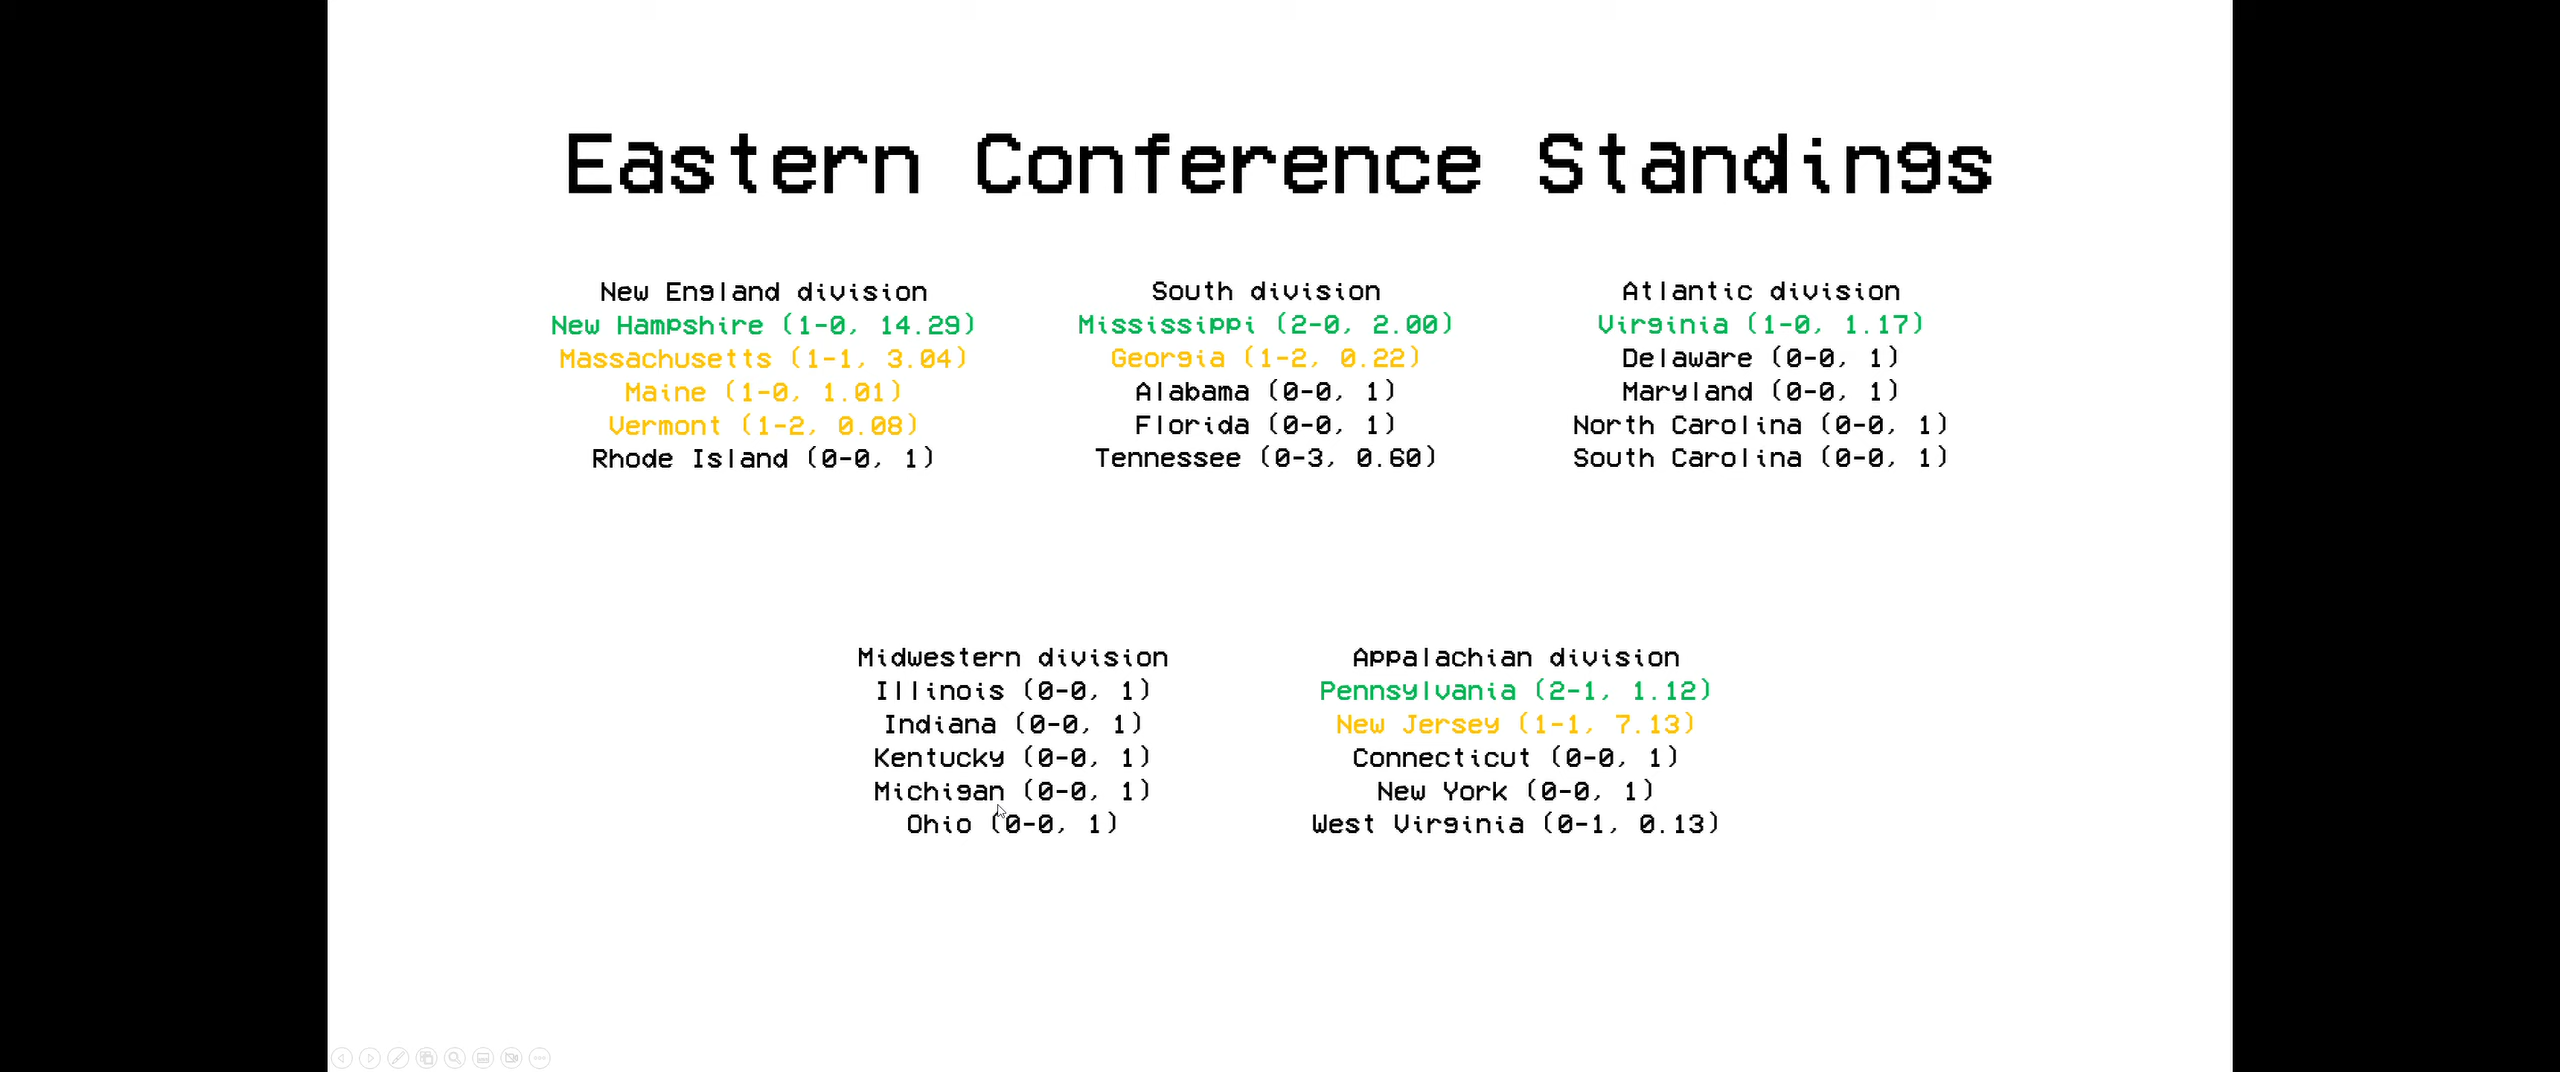 Eastern Conference Standings
New England division
New Hampshire (1-0, 14.29)
Massachusetts (1-1, 3.04)
Maine (1-0, 1.01)
Vermont (1-2, 0.08)
Rhode Island (0-0, 1)
South division
Mississippi (2-0, 2.00)
Georgia (1-2, 0.22)
Alabama (0-0, 1)
Florida (0-0, 1)
Tennessee (0-3, 0.60)
Atlantic division
Virginia (1-0, 1.17)
Delaware (0-0, 1)
Maryland (0-0, 1)
North Carolina (0-0, 1)
South Carolina (0-0, 1)
Midwestern division
Illinois (0-0, 1)
Indiana (0-0, 1)
Kentucky (0-0, 1)
Michigan (0-0, 1)
Ohio (0-0, 1)
Appalachian division
Pennsylvania (2-1, 1.12)
New Jersey (1-1, 7.13)
Connecticut (0-0, 1)
New York (0-0, 1)
West Virginia (0-1, 0.13)